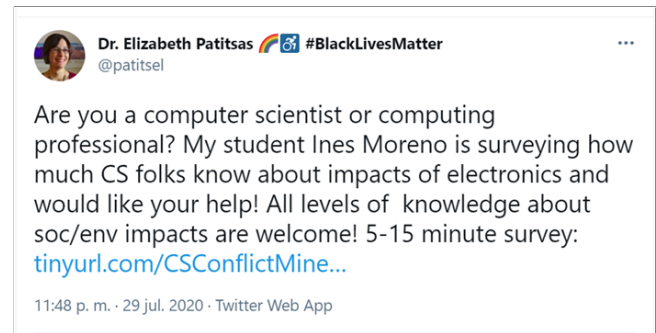 Dr. Elizabeth Patitsas 🌈♿ #BlackLivesMatter
@patitsel
Are you a computer scientist or computing
professional? My student Ines Moreno is surveying how
much CS folks know about impacts of electronics and
would like your help! All levels of  knowledge about
soc/env impacts are welcome! 5-15 minute survey:
tinyurl.com/CSConflictMine...
11:48 p. m. · 29 jul. 2020 · Twitter Web App